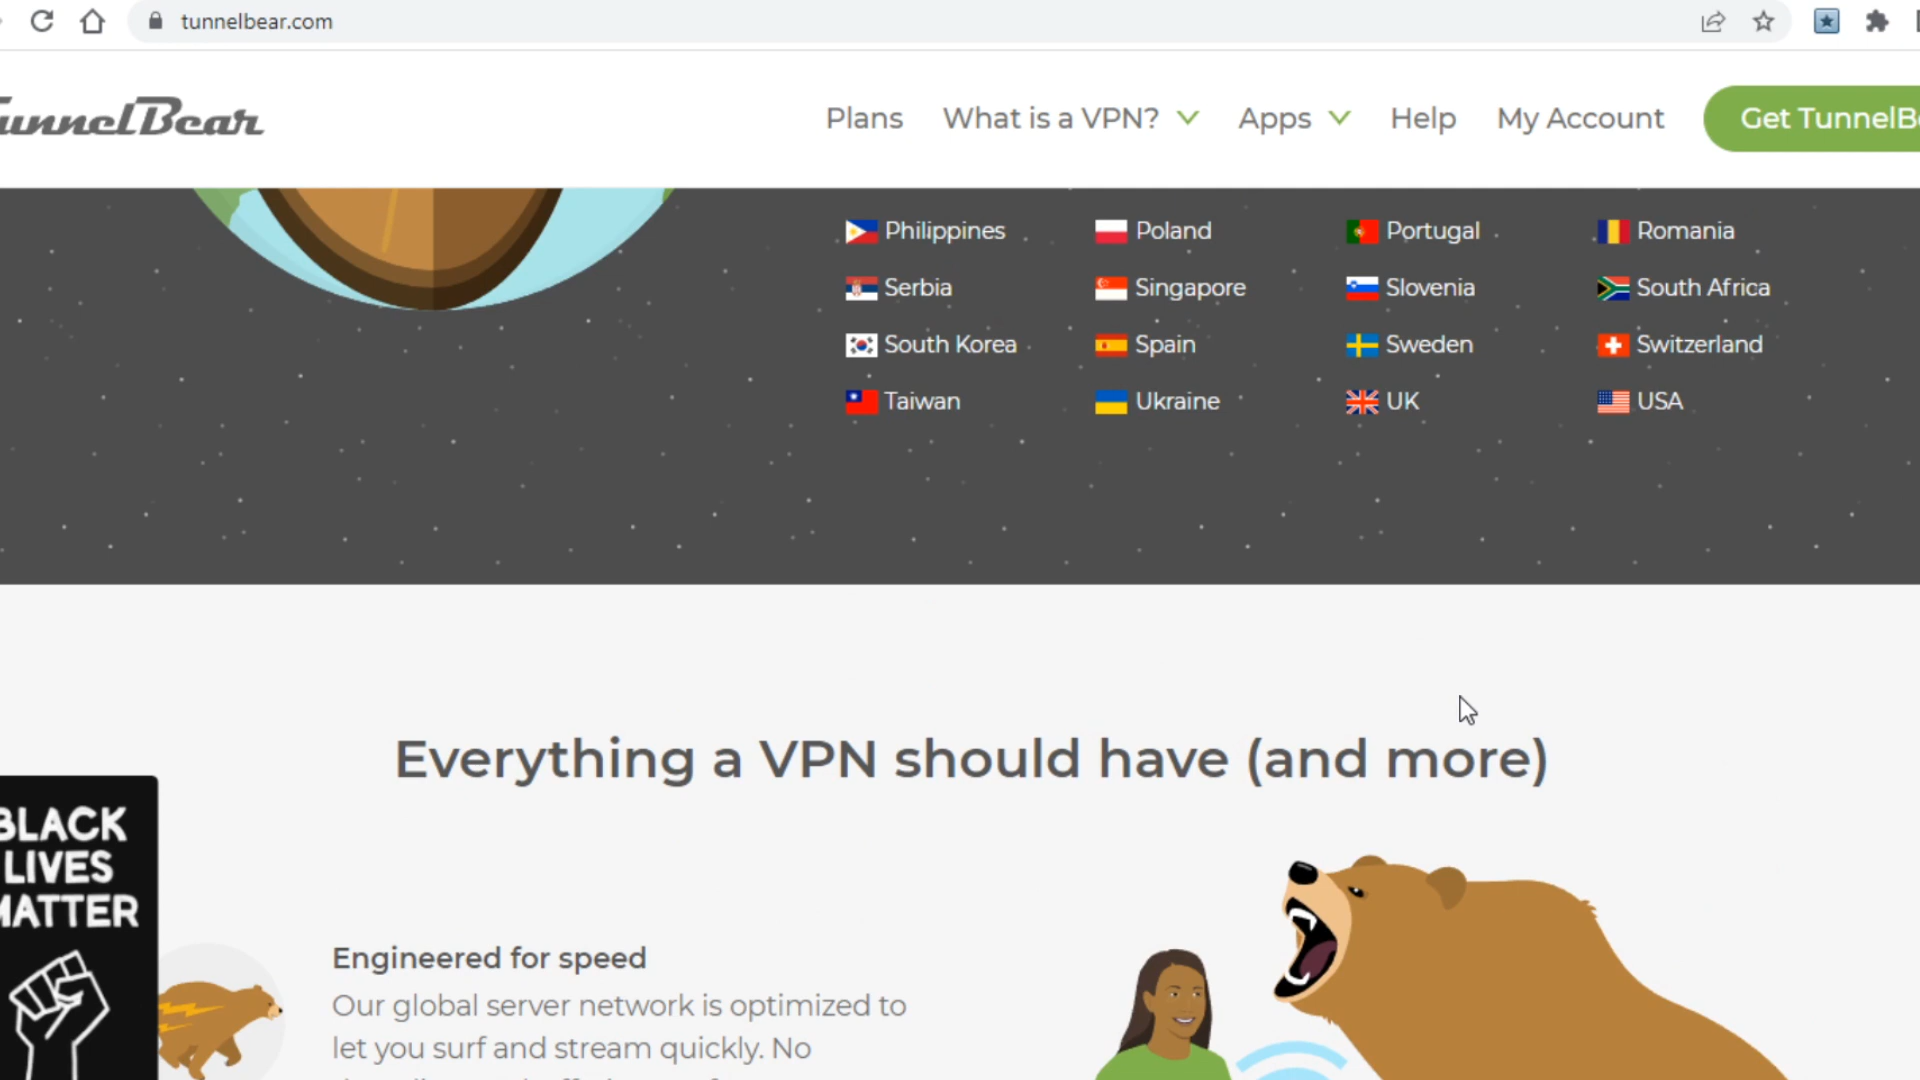 tunnelbear.com
TunnelBear Plans What is a VPN? Apps Help My Account Get TunnelBe
Philippines Poland Portugal Romania
Serbia Singapore Slovenia South Africa
South Korea Spain Sweden Switzerland
Taiwan Ukraine UK USA
Everything a VPN should have (and more)
BLACK
LIVES
MATTER
Engineered for speed
Our global server network is optimized to
let you surf and stream quickly. No